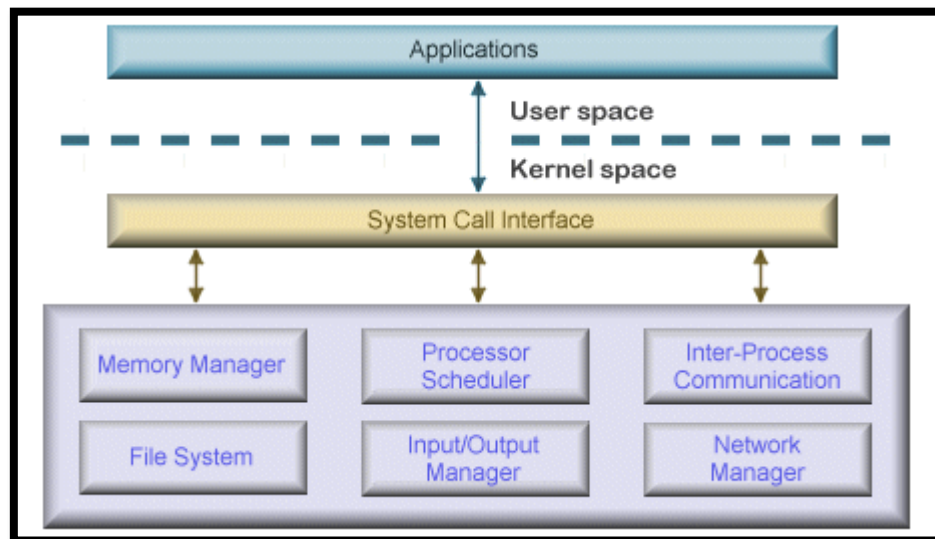 Applications
User space
Kernel space
System Call Interface
Memory Manager
Processor
Scheduler
Inter-Process
Communication
File System
Input/Output
Manager
Network
Manager